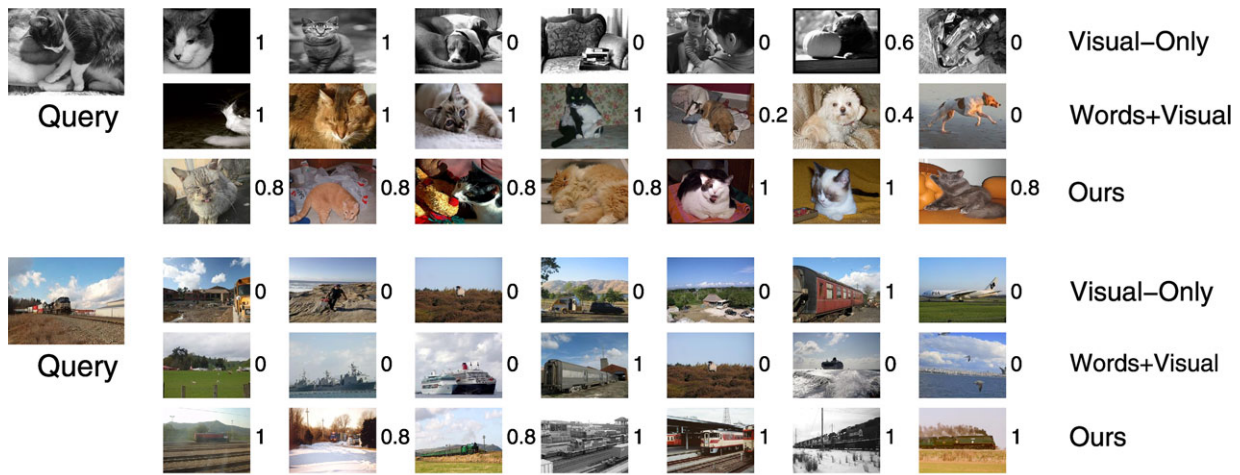 1 1 0 0 0 0.6 0 Visual-Only
Query
1 1 1 1 0.2 0.4 0 Words+Visual
0.8 0.8 0.8 0.8 1 1 0.8 Ours
0 0 0 0 0 1 0 Visual-Only
Query
0 0 0 1 0 0 0 Words+Visual
1 0.8 0.8 1 1 1 1 Ours